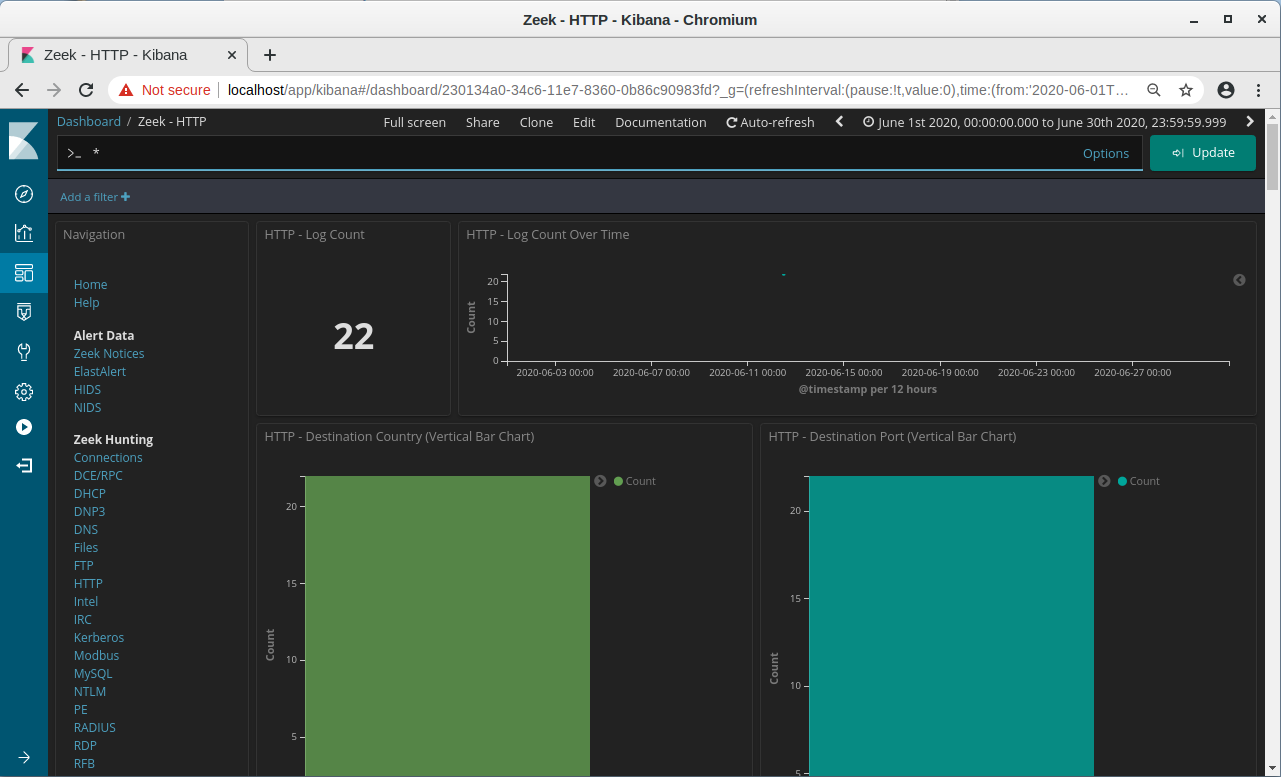 Zeek - HTTP - Kibana - Chromium
Zeek - HTTP - Kibana
Not secure localhost/app/kibana#/dashboard/230134a0-34c6-11e7-8360-0b86c90983fd?_g=(refreshInterval:(pause:!t,value:0),time:(from:'2020-06-01T…
Dashboard / Zeek - HTTP Full screen Share Clone Edit Documentation Auto-refresh June 1st 2020, 00:00:00.000 to June 30th 2020, 23:59:59.999
>_ * Options Update
Add a filter +
Navigation
Home
Help
Alert Data
Zeek Notices
ElastAlert
HIDS
NIDS
Zeek Hunting
Connections
DCE/RPC
DHCP
DNP3
DNS
Files
FTP
HTTP
Intel
IRC
Kerberos
Modbus
MySQL
NTLM
PE
RADIUS
RDP
RFB
HTTP - Log Count
22
HTTP - Log Count Over Time
Count
20
15
10
5
0
2020-06-03 00:00 2020-06-07 00:00 2020-06-11 00:00 2020-06-15 00:00 2020-06-19 00:00 2020-06-23 00:00 2020-06-27 00:00
@timestamp per 12 hours
HTTP - Destination Country (Vertical Bar Chart)
Count
20
15
10
5
Count
HTTP - Destination Port (Vertical Bar Chart)
Count
20
15
10
5
Count